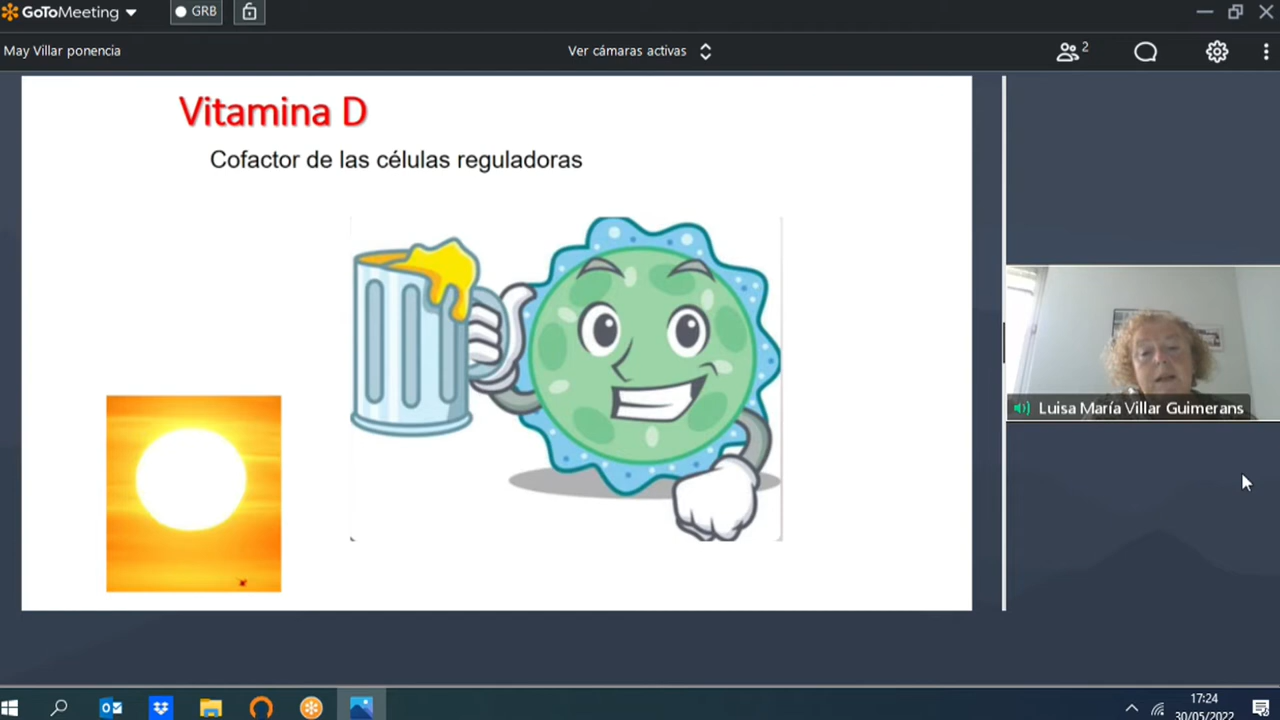 GoToMeeting
GRB
May Villar ponencia
Ver cámaras activas
2
Vitamina D
Cofactor de las células reguladoras
Luisa María Villar Guimerans
17:24
30/05/2022